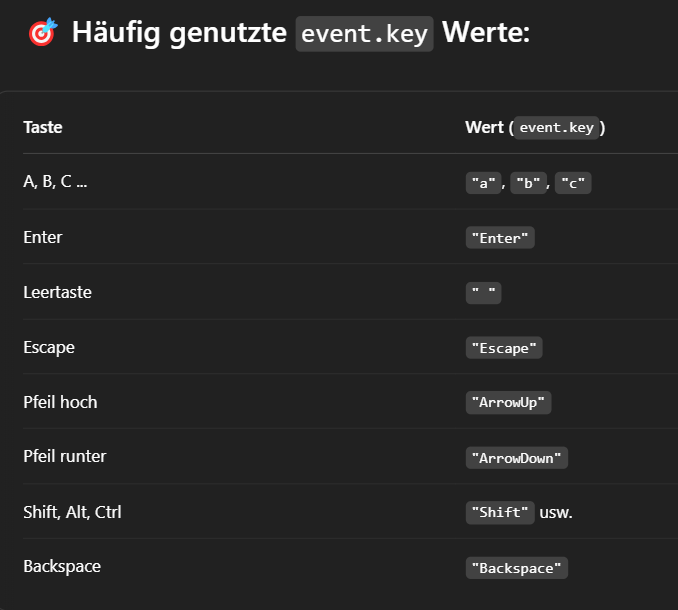 🎯 Häufig genutzte event.key Werte:
Taste Wert (event.key)
A, B, C ... "a", "b", "c"
Enter "Enter"
Leertaste " "
Escape "Escape"
Pfeil hoch "ArrowUp"
Pfeil runter "ArrowDown"
Shift, Alt, Ctrl "Shift" usw.
Backspace "Backspace"